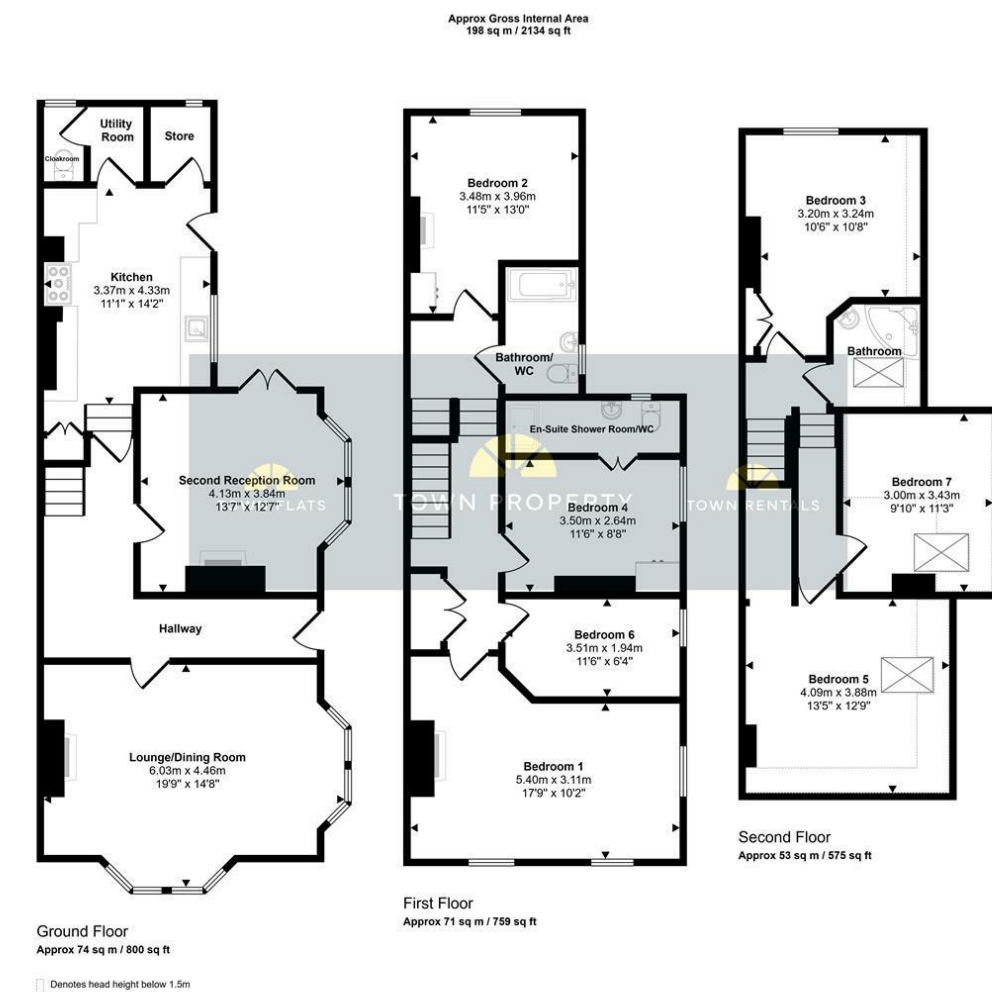 Approx Gross Internal Area
198 sq m / 2134 sq ft
Utility
Room
Store
Cloakroom
Kitchen
3.37m x 4.33m
11'1" x 14'2"
Second Reception Room
4.13m x 3.84m
13'7" x 12'7"
FLATS
Hallway
Lounge/Dining Room
6.03m x 4.46m
19'9" x 14'8"
Ground Floor
Approx 74 sq m / 800 sq ft
Denotes head height below 1.5m
Bedroom 2
3.48m x 3.96m
11'5" x 13'0"
Bathroom/
WC
En-Suite Shower Room/WC
TOWN PROPERTY
Bedroom 4
3.50m x 2.64m
11'6" x 8'8"
Bedroom 6
3.51m x 1.94m
11'6" x 6'4"
Bedroom 1
5.40m x 3.11m
17'9" x 10'2"
First Floor
Approx 71 sq m / 759 sq ft
Bedroom 3
3.20m x 3.24m
10'6" x 10'8"
Bathroom
TOWN RENTALS
Bedroom 7
3.00m x 3.43m
9'10" x 11'3"
Bedroom 5
4.09m x 3.88m
13'5" x 12'9"
Second Floor
Approx 53 sq m / 575 sq ft